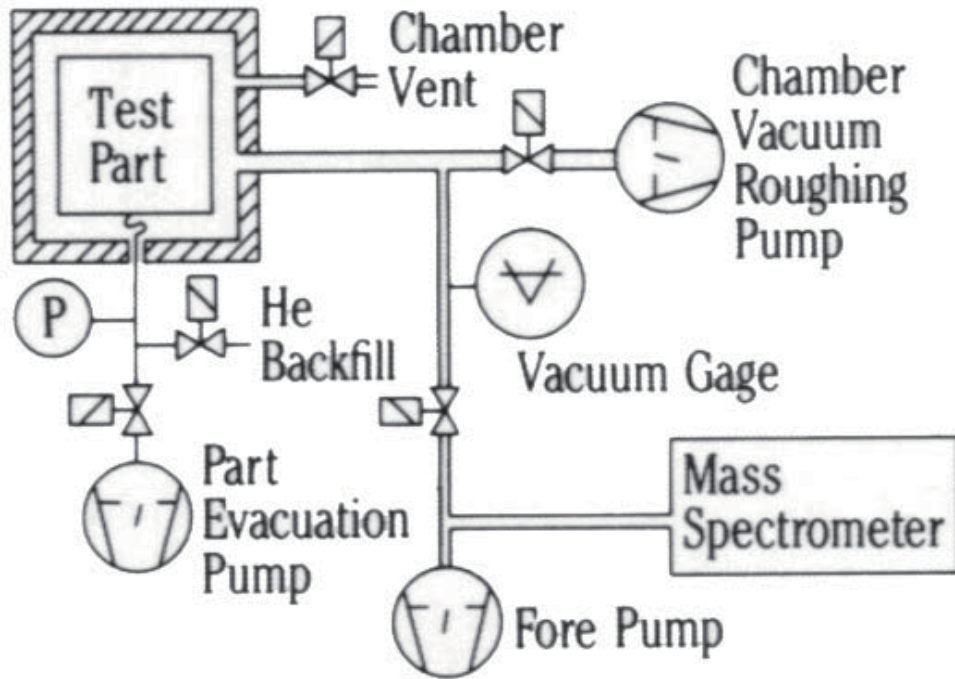 Chamber
Vent
Test
Part
Chamber
Vacuum
Roughing
Pump
P
He
Backfill
Vacuum Gage
Part
Evacuation
Pump
Mass
Spectrometer
Fore Pump